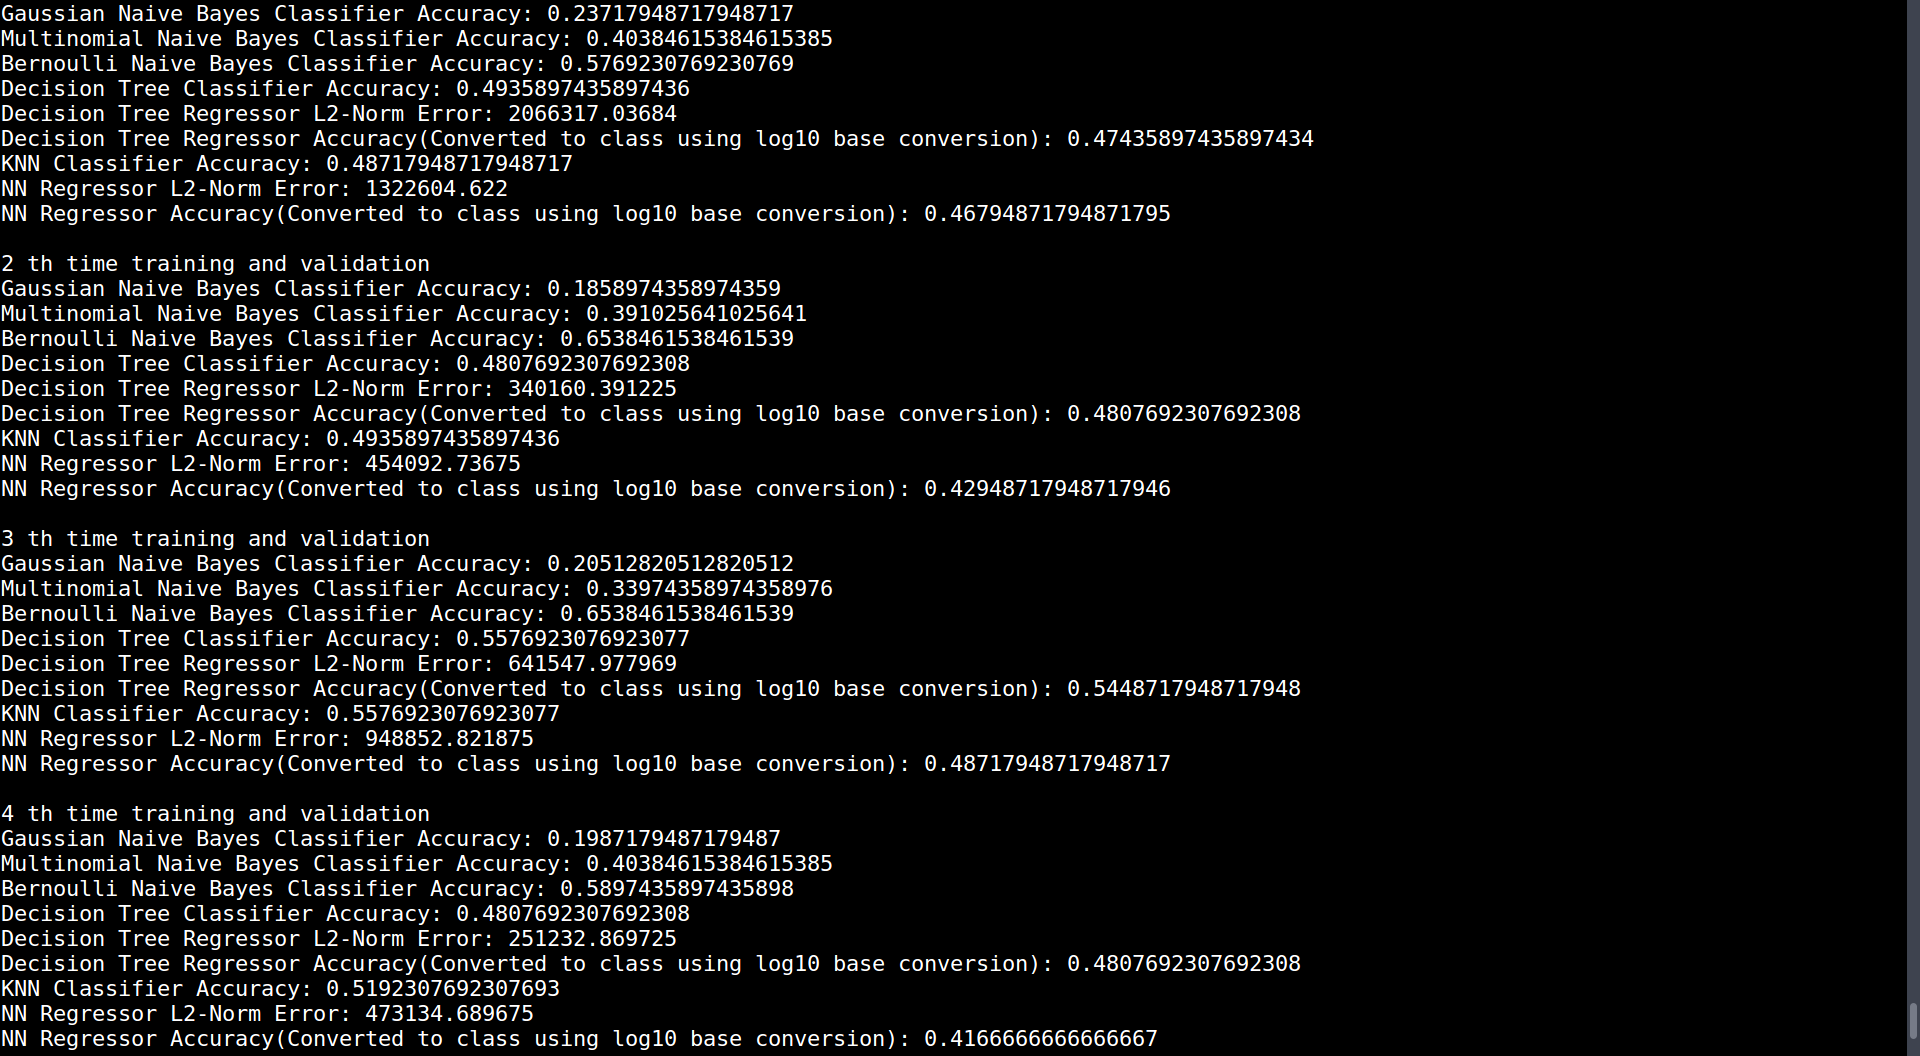 Gaussian Naive Bayes Classifier Accuracy: 0.23717948717948717
Multinomial Naive Bayes Classifier Accuracy: 0.40384615384615385
Bernoulli Naive Bayes Classifier Accuracy: 0.5769230769230769
Decision Tree Classifier Accuracy: 0.4935897435897436
Decision Tree Regressor L2-Norm Error: 2066317.03684
Decision Tree Regressor Accuracy(Converted to class using log10 base conversion): 0.47435897435897434
KNN Classifier Accuracy: 0.48717948717948717
NN Regressor L2-Norm Error: 1322604.622
NN Regressor Accuracy(Converted to class using log10 base conversion): 0.46794871794871795

2 th time training and validation
Gaussian Naive Bayes Classifier Accuracy: 0.1858974358974359
Multinomial Naive Bayes Classifier Accuracy: 0.391025641025641
Bernoulli Naive Bayes Classifier Accuracy: 0.6538461538461539
Decision Tree Classifier Accuracy: 0.4807692307692308
Decision Tree Regressor L2-Norm Error: 340160.391225
Decision Tree Regressor Accuracy(Converted to class using log10 base conversion): 0.4807692307692308
KNN Classifier Accuracy: 0.4935897435897436
NN Regressor L2-Norm Error: 454092.73675
NN Regressor Accuracy(Converted to class using log10 base conversion): 0.42948717948717946

3 th time training and validation
Gaussian Naive Bayes Classifier Accuracy: 0.20512820512820512
Multinomial Naive Bayes Classifier Accuracy: 0.33974358974358976
Bernoulli Naive Bayes Classifier Accuracy: 0.6538461538461539
Decision Tree Classifier Accuracy: 0.5576923076923077
Decision Tree Regressor L2-Norm Error: 641547.977969
Decision Tree Regressor Accuracy(Converted to class using log10 base conversion): 0.5448717948717948
KNN Classifier Accuracy: 0.5576923076923077
NN Regressor L2-Norm Error: 948852.821875
NN Regressor Accuracy(Converted to class using log10 base conversion): 0.48717948717948717

4 th time training and validation
Gaussian Naive Bayes Classifier Accuracy: 0.1987179487179487
Multinomial Naive Bayes Classifier Accuracy: 0.40384615384615385
Bernoulli Naive Bayes Classifier Accuracy: 0.5897435897435898
Decision Tree Classifier Accuracy: 0.4807692307692308
Decision Tree Regressor L2-Norm Error: 251232.869725
Decision Tree Regressor Accuracy(Converted to class using log10 base conversion): 0.4807692307692308
KNN Classifier Accuracy: 0.5192307692307693
NN Regressor L2-Norm Error: 473134.689675
NN Regressor Accuracy(Converted to class using log10 base conversion): 0.4166666666666667